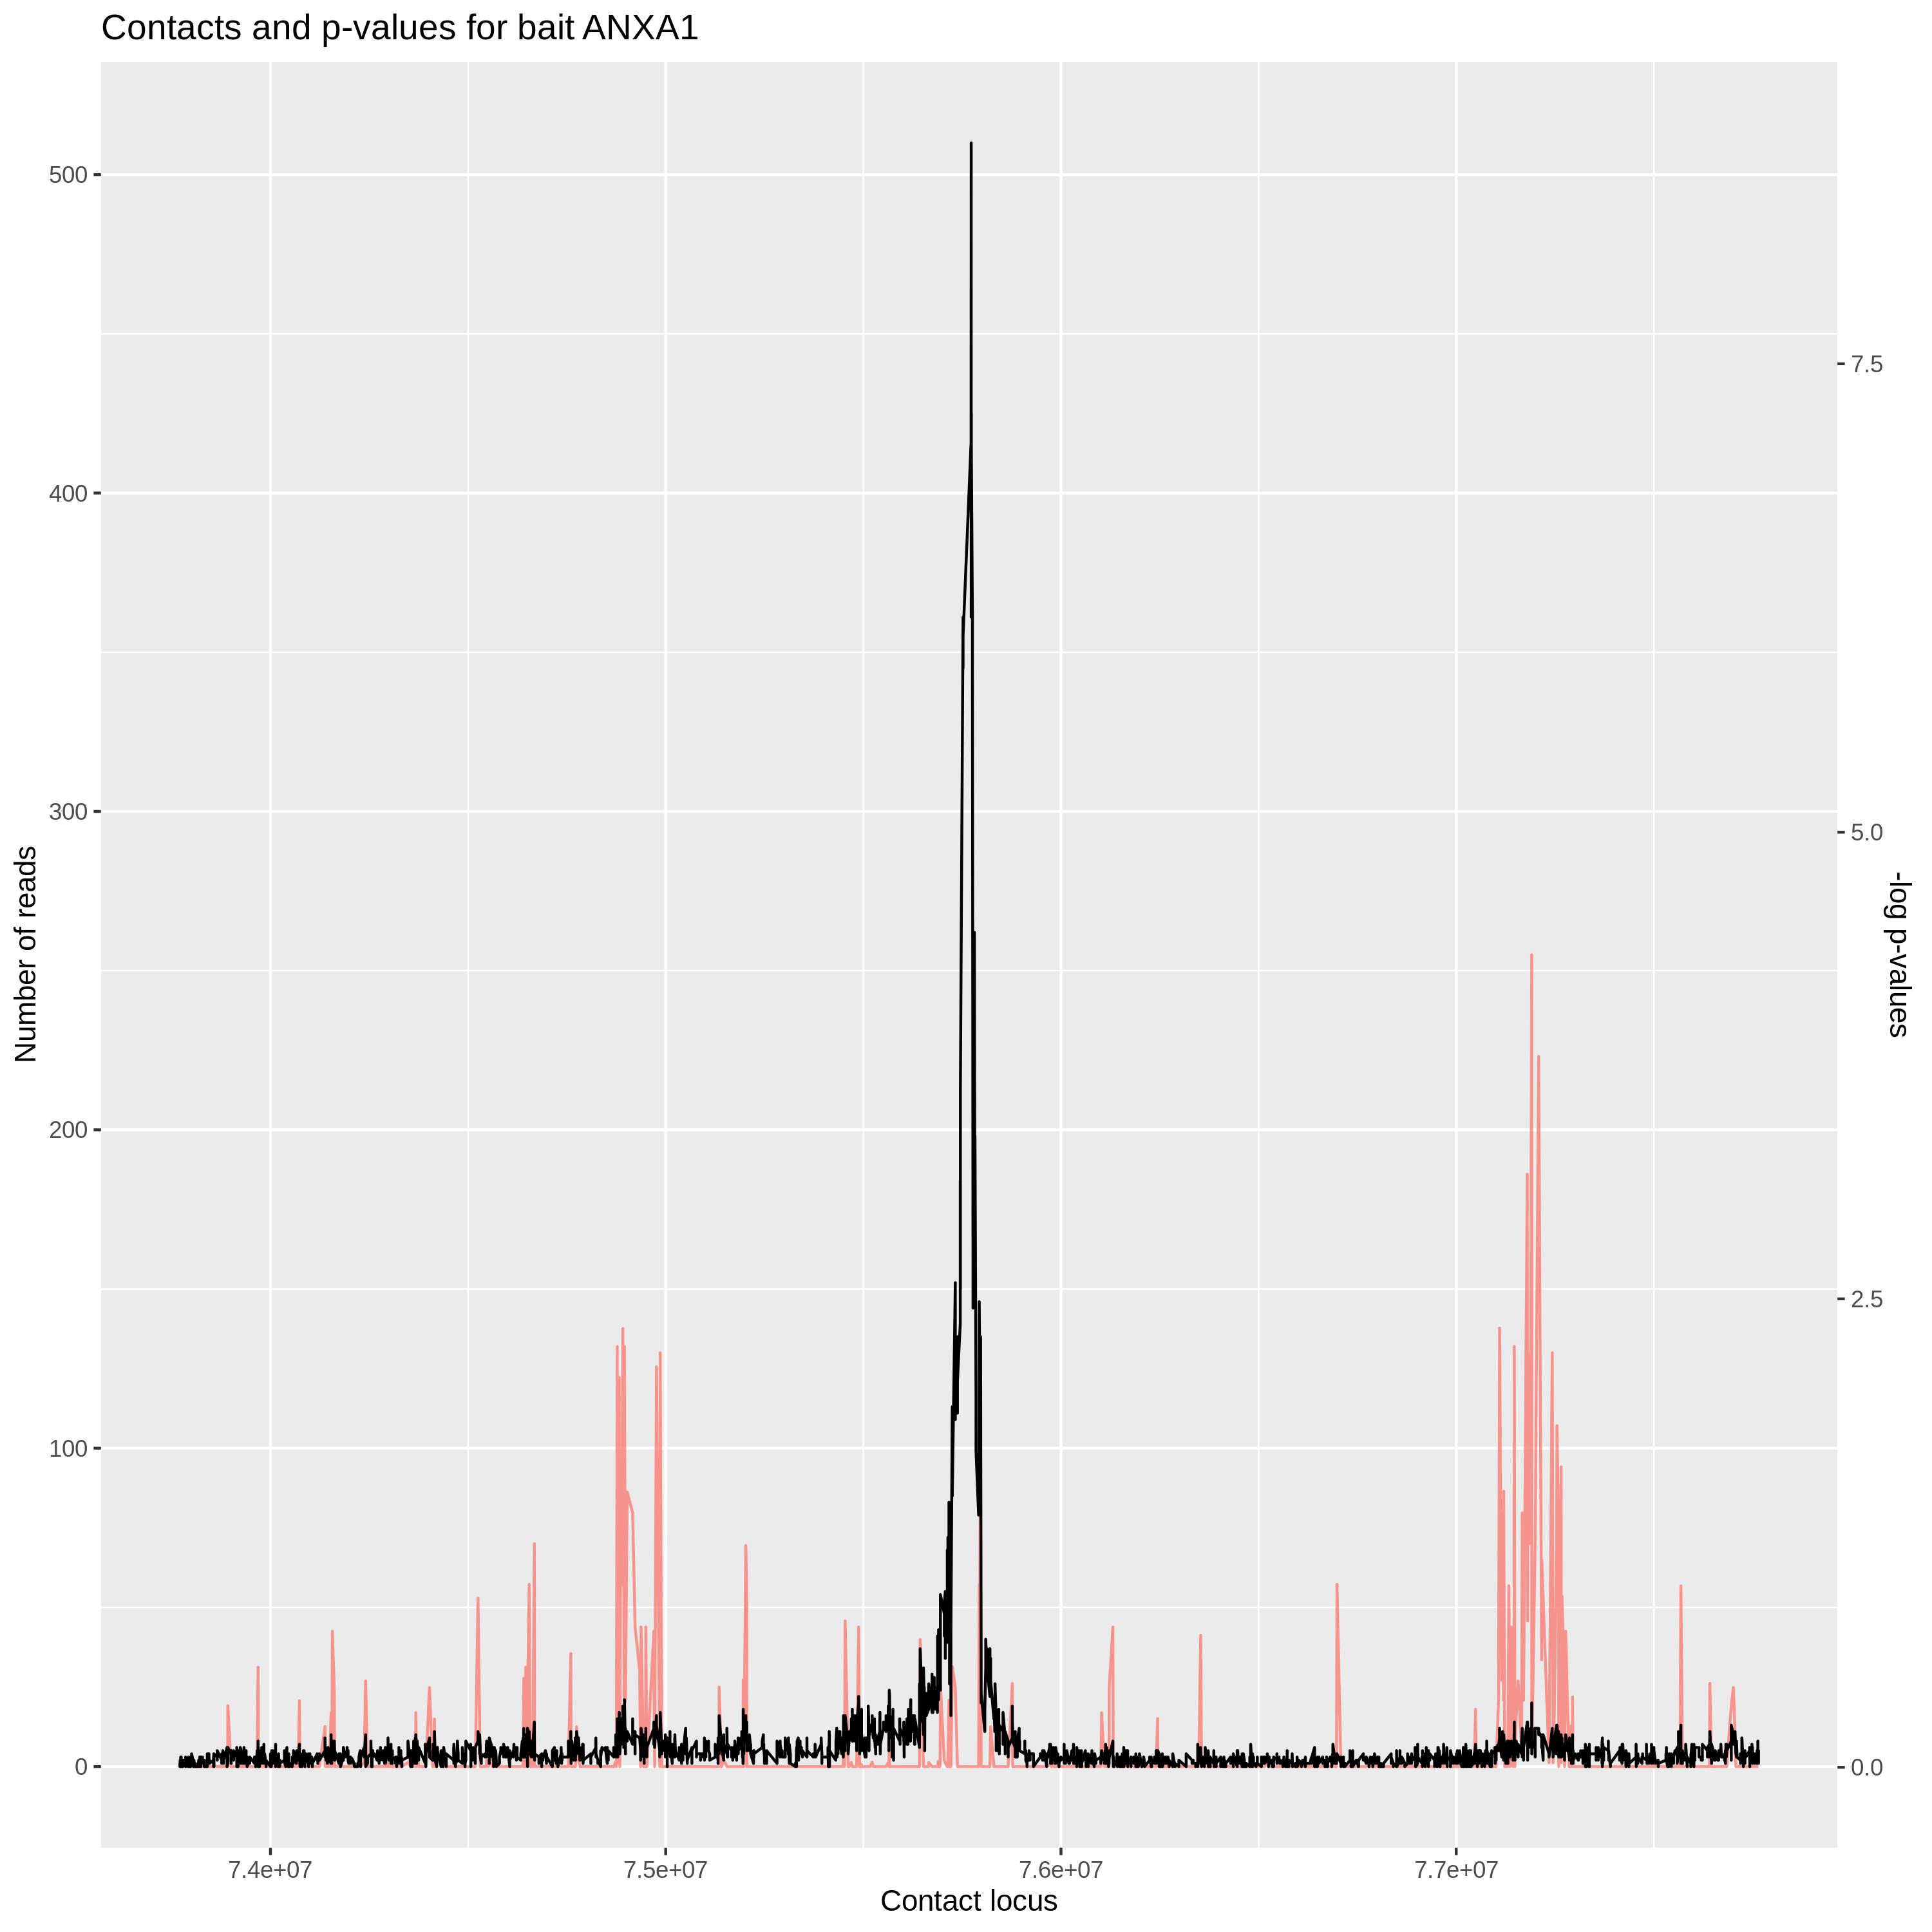 Contacts and p-values for bait ANXA1
500
400
300
200
100
0
Number of reads
7.5
5.0
2.5
0.0
-log p-values
7.4e+07
7.5e+07
7.6e+07
7.7e+07
Contact locus